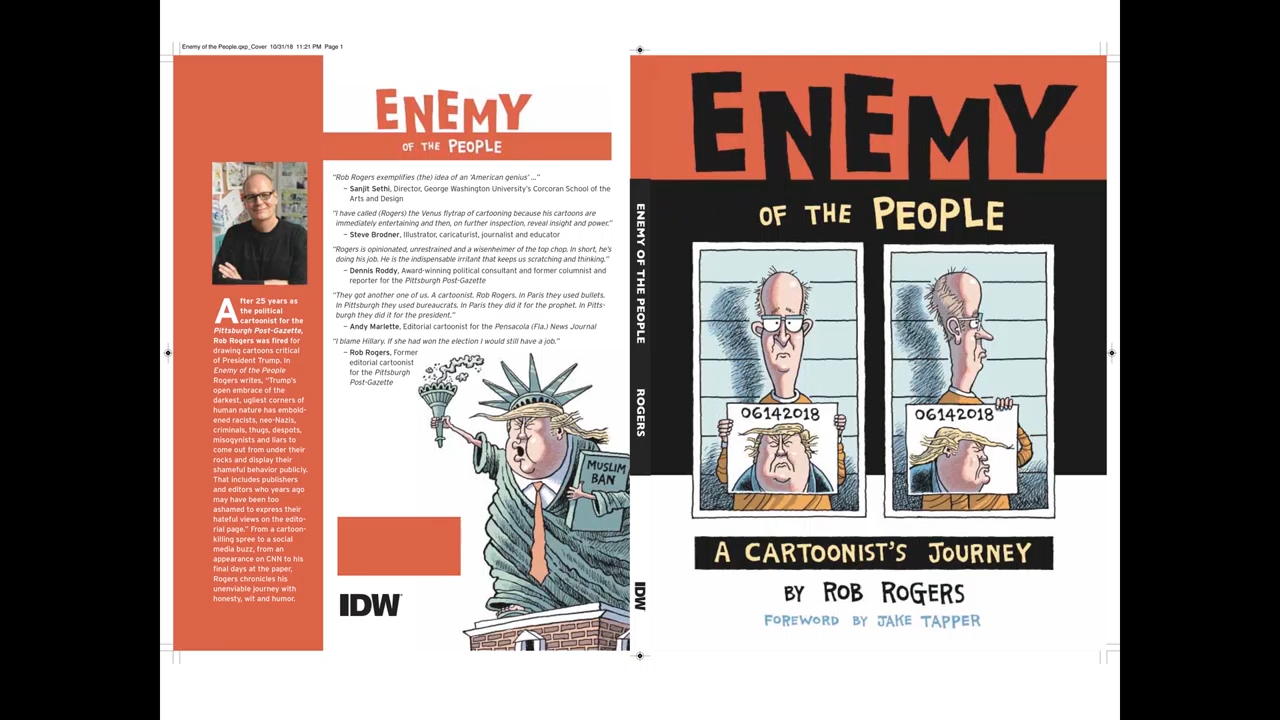 Enemy of the People.qxp_Cover 10/31/18 11:21 PM Page 1
After 25 years as
the political
cartoonist for the
Pittsburgh Post-Gazette,
Rob Rogers was fired for
drawing cartoons critical
of President Trump. In
Enemy of the People
Rogers writes, “Trump’s
open embrace of the
darkest, ugliest corners of
human nature has embold-
ened racists, neo-Nazis,
criminals, thugs, despots,
misogynists and liars to
come out from under their
rocks and display their
shameful behavior publicly.
That includes publishers
and editors who years ago
may have been too
ashamed to express their
hateful views on the edito-
rial page.” From a cartoon-
killing spree to a social
media buzz, from an
appearance on CNN to his
final days at the paper,
Rogers chronicles his
unenviable journey with
honesty, wit and humor.
ENEMY
OF THE PEOPLE
“Rob Rogers exemplifies (the) idea of an ‘American genius’ ...”
– Sanjit Sethi, Director, George Washington University’s Corcoran School of the
Arts and Design
“I have called (Rogers) the Venus flytrap of cartooning because his cartoons are
immediately entertaining and then, on further inspection, reveal insight and power.”
– Steve Brodner, Illustrator, caricaturist, journalist and educator
“Rogers is opinionated, unrestrained and a wisenheimer of the top chop. In short, he’s
doing his job. He is the indispensable irritant that keeps us scratching and thinking.”
– Dennis Roddy, Award-winning political consultant and former columnist and
reporter for the Pittsburgh Post-Gazette
“They got another one of us. A cartoonist. Rob Rogers. In Paris they used bullets.
In Pittsburgh they used bureaucrats. In Paris they did it for the prophet. In Pitts-
burgh they did it for the president.”
– Andy Marlette, Editorial cartoonist for the Pensacola (Fla.) News Journal
“I blame Hillary. If she had won the election I would still have a job.”
– Rob Rogers, Former
editorial cartoonist
for the Pittsburgh
Post-Gazette
MUSLIM
BAN
IDW
ENEMY OF THE PEOPLE
ROGERS
IDW
ENEMY
OF THE PEOPLE
06142018
06142018
A CARTOONIST'S JOURNEY
BY ROB ROGERS
FOREWORD BY JAKE TAPPER